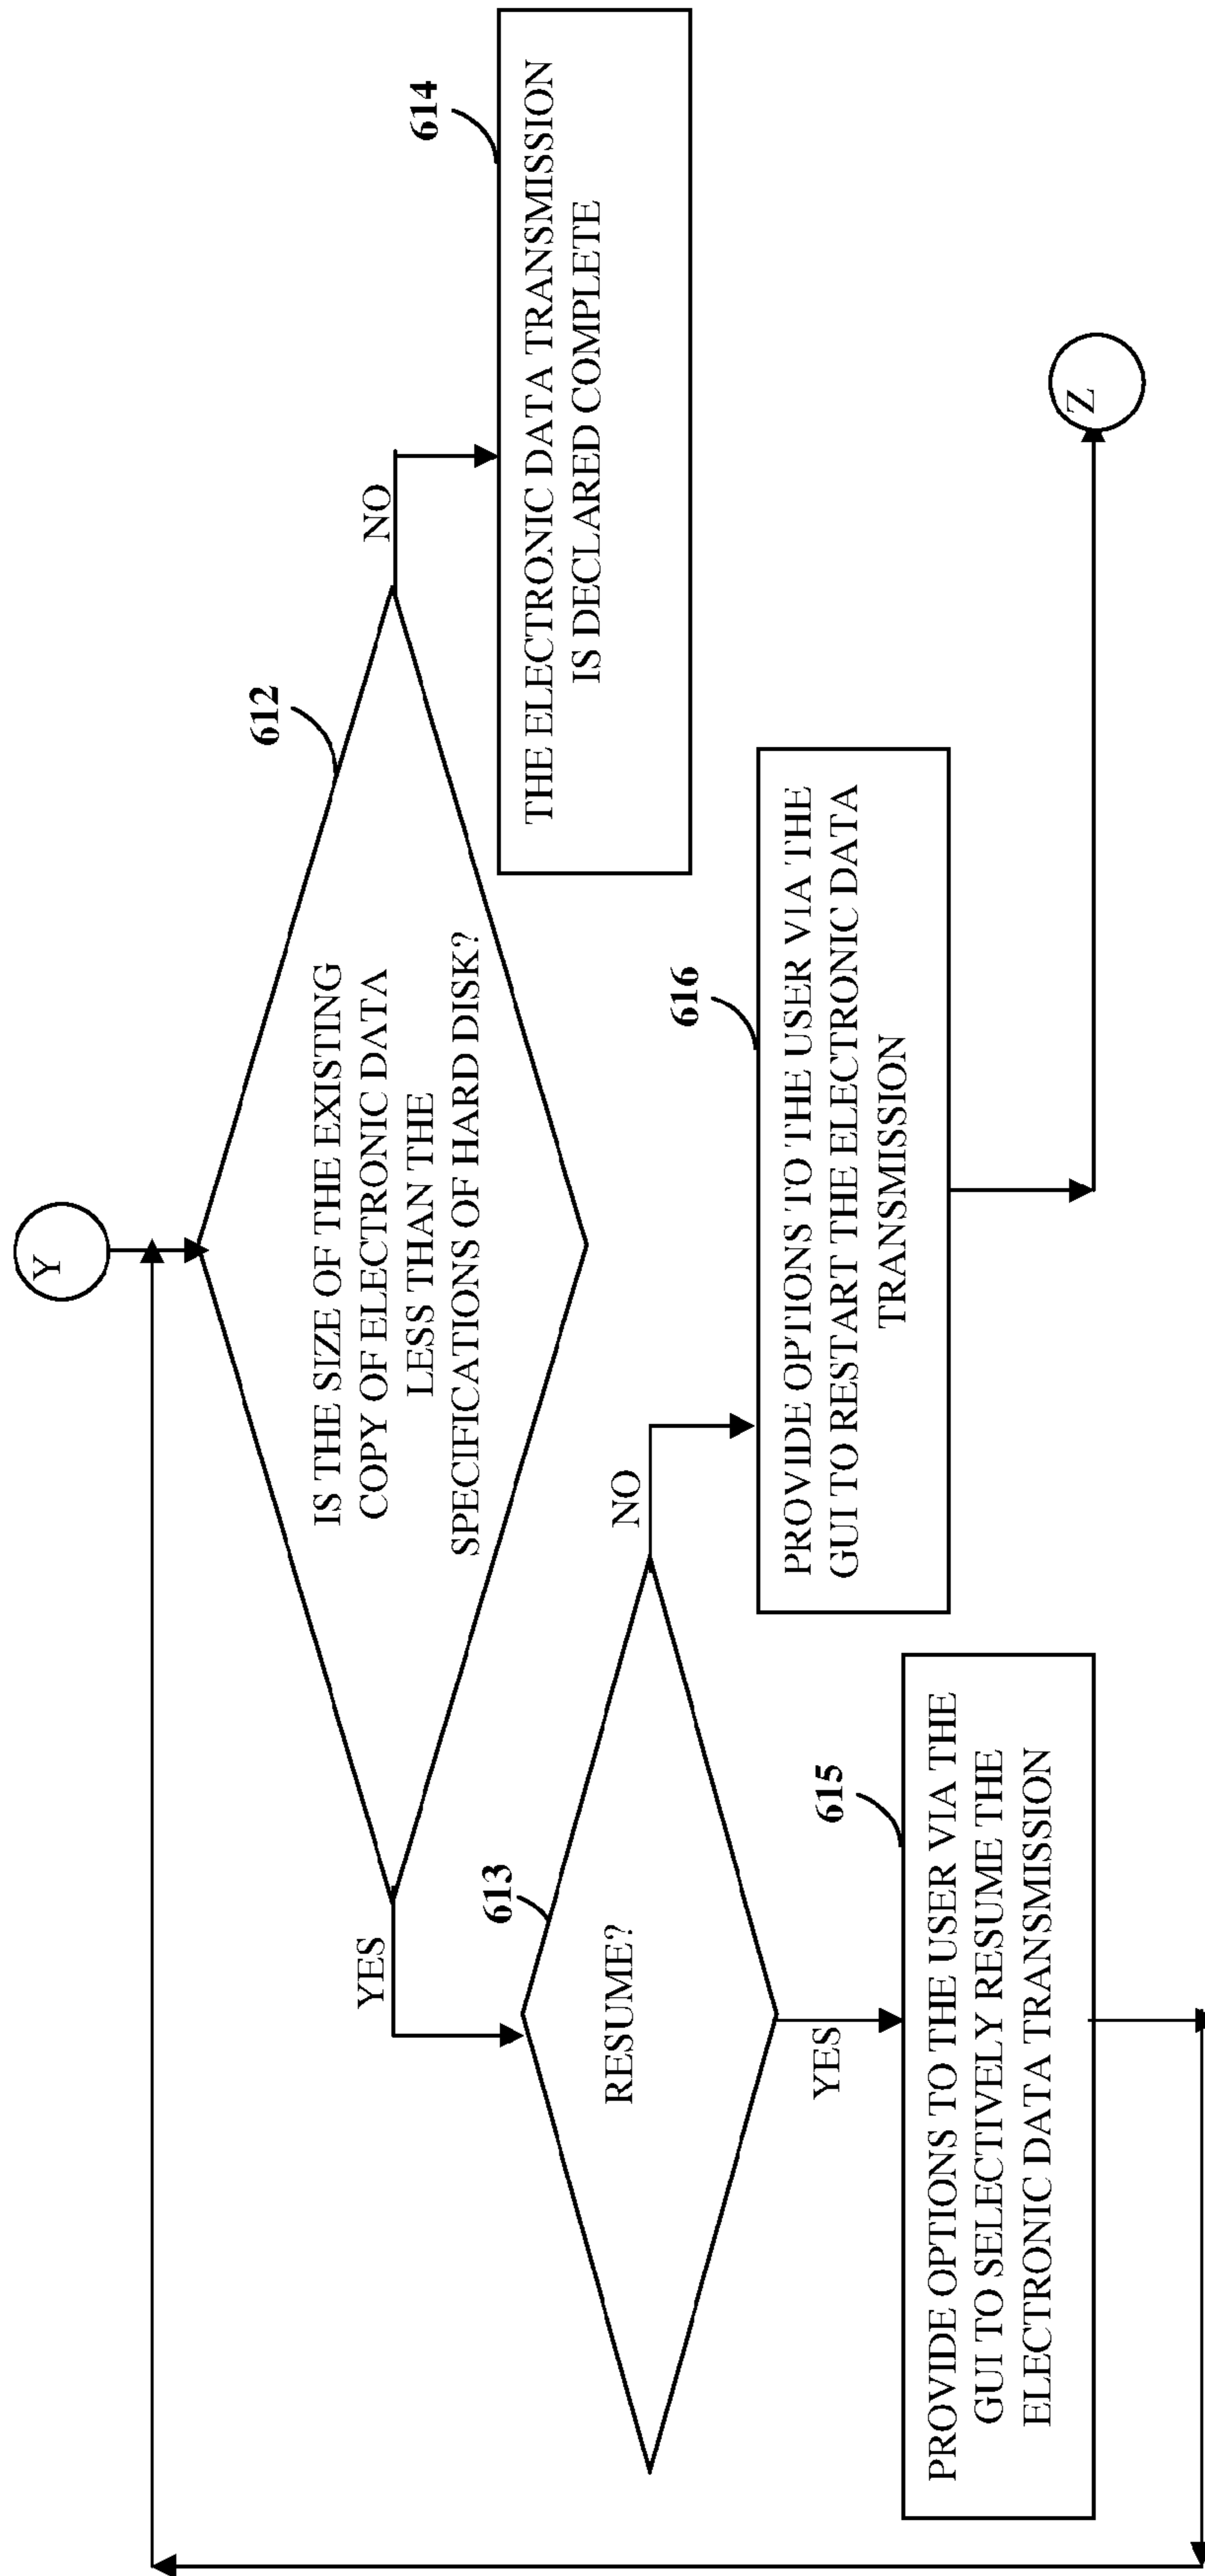 Y
612
IS THE SIZE OF THE EXISTING
COPY OF ELECTRONIC DATA
LESS THAN THE
SPECIFICATIONS OF HARD DISK?
YES
NO
614
THE ELECTRONIC DATA TRANSMISSION
IS DECLARED COMPLETE
613
RESUME?
NO
YES
616
PROVIDE OPTIONS TO THE USER VIA THE
GUI TO RESTART THE ELECTRONIC DATA
TRANSMISSION
615
PROVIDE OPTIONS TO THE USER VIA THE
GUI TO SELECTIVELY RESUME THE
ELECTRONIC DATA TRANSMISSION
Z